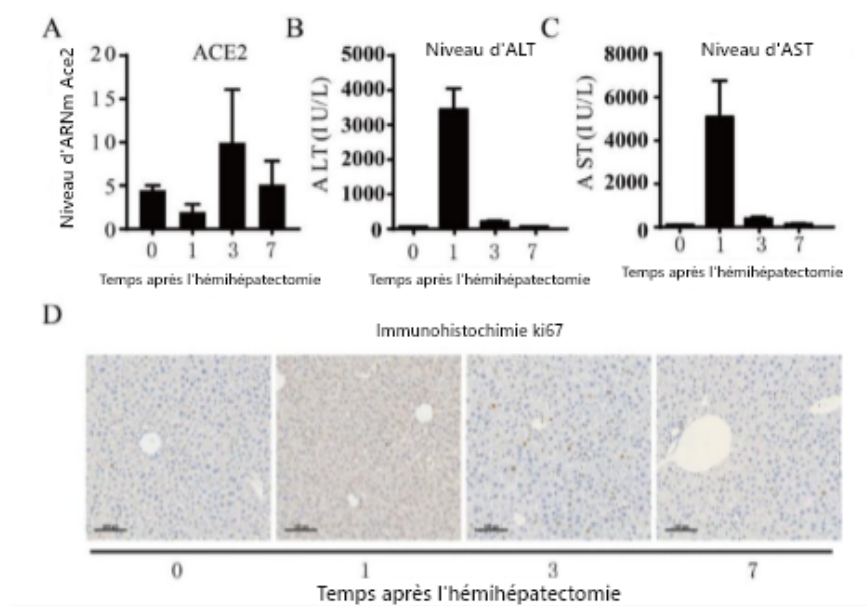 A
ACE2
Niveau d'ARNm Ace2
20
15
10
5
0
0 1 3 7
Temps après l'hémihépatectomie
B
Niveau d'ALT
ALT(IU/L)
5000
4000
3000
2000
1000
0
0 1 3 7
Temps après l'hémihépatectomie
C
Niveau d'AST
AST(IU/L)
8000
6000
4000
2000
0
0 1 3 7
Temps après l'hémihépatectomie
D
Immunohistochimie ki67
0 1 3 7
Temps après l'hémihépatectomie